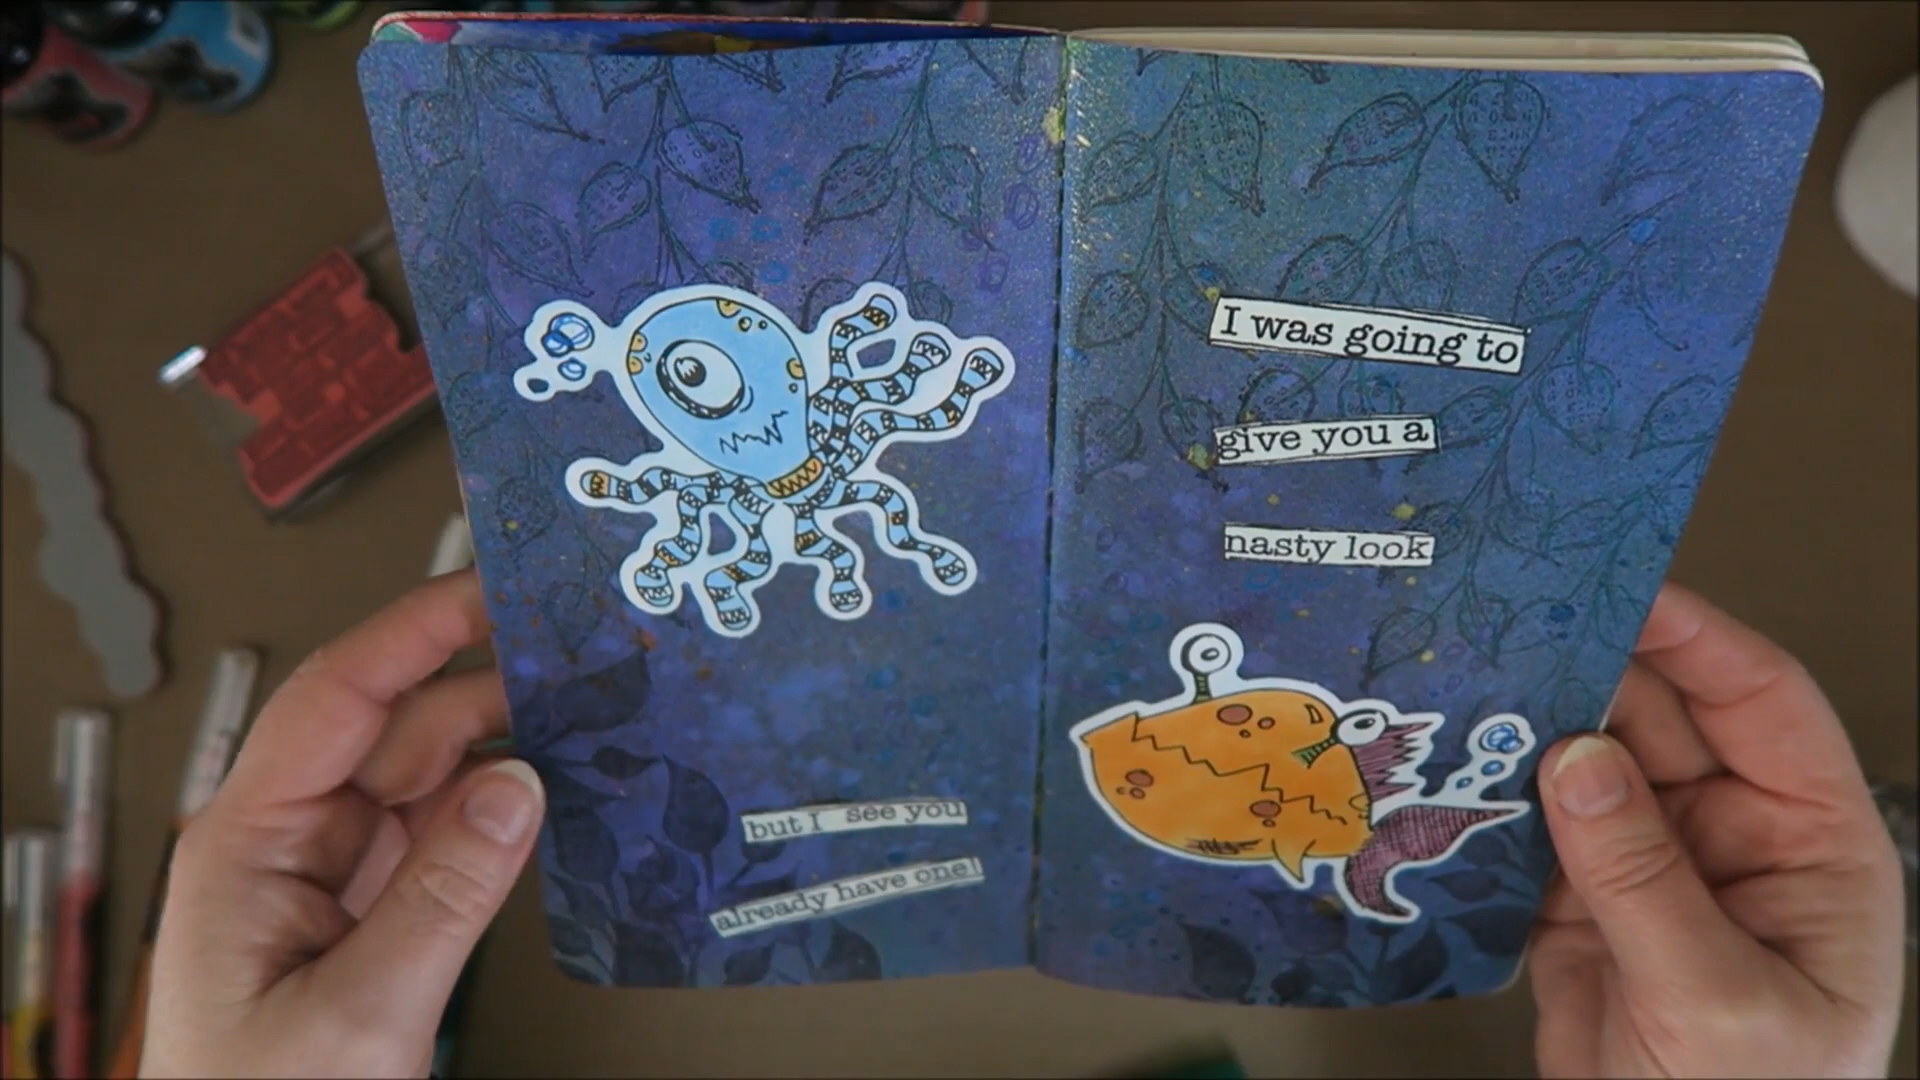 I was going to
give you a
nasty look
but I see you
already have one!